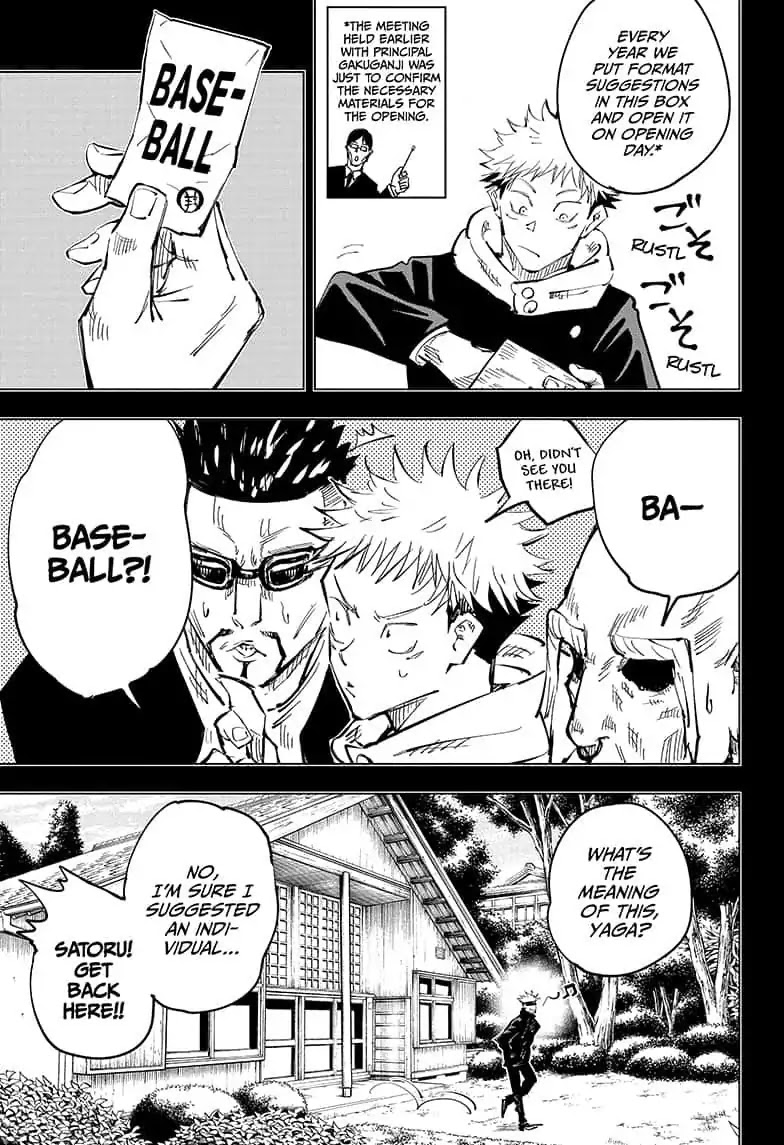 EVERY
YEAR WE
PUT FORMAT
SUGGESTIONS
IN THIS BOX
AND OPEN IT
ON OPENING
DAY.*
*THE MEETING
HELD EARLIER
WITH PRINCIPAL
GAKUGANJI WAS
JUST TO CONFIRM
THE NECESSARY
MATERIALS FOR
THE OPENING.
ごそ
RUSTL
ごそ
RUSTL
BASE-
BALL
BA—
OH, DIDN'T
SEE YOU
THERE!
BASE-
BALL?!
WHAT'S
THE
MEANING
OF THIS,
YAGA?
NO,
I'M SURE I
SUGGESTED
AN INDI-
VIDUAL...
SATORU!
GET
BACK
HERE!!